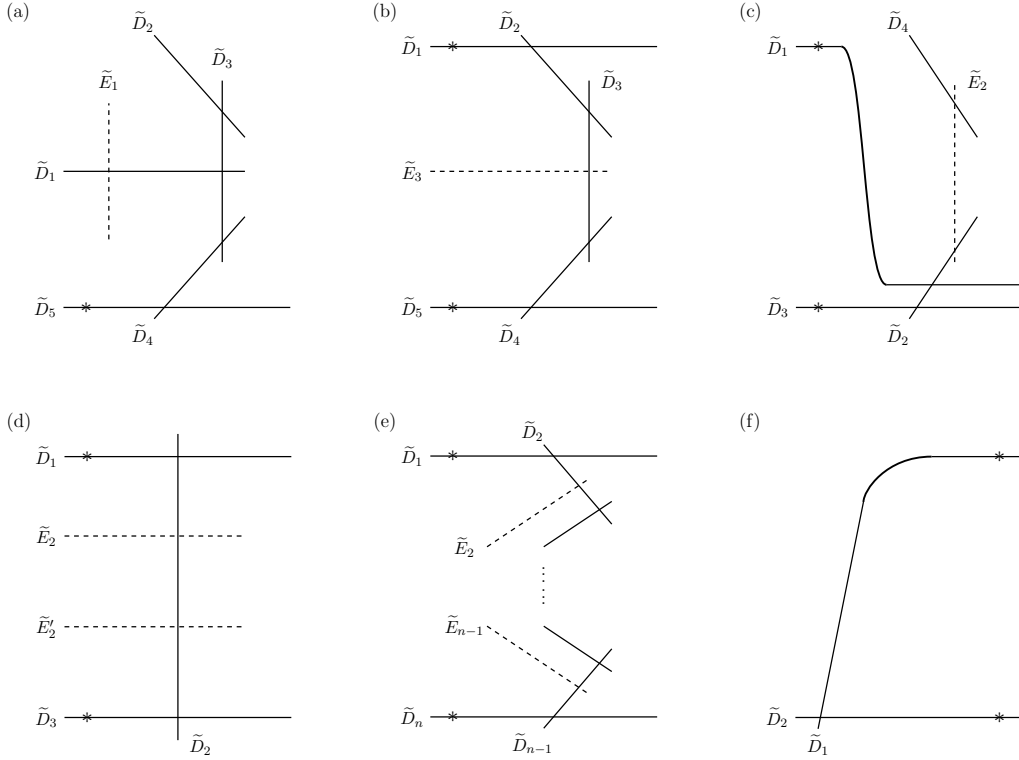 (a)
D̃₂
D̃₃
Ẽ₁
D̃₁
D̃₅
*
D̃₄
(b)
D̃₂
D̃₁
*
D̃₃
Ẽ₃
D̃₅
*
D̃₄
(c)
D̃₄
D̃₁
*
Ẽ₂
D̃₃
*
D̃₂
(d)
D̃₁
*
Ẽ₂
Ẽ′₂
D̃₃
*
D̃₂
(e)
D̃₂
D̃₁
*
Ẽ₂
Ẽₙ₋₁
D̃ₙ
*
D̃ₙ₋₁
(f)
*
D̃₂
*
D̃₁